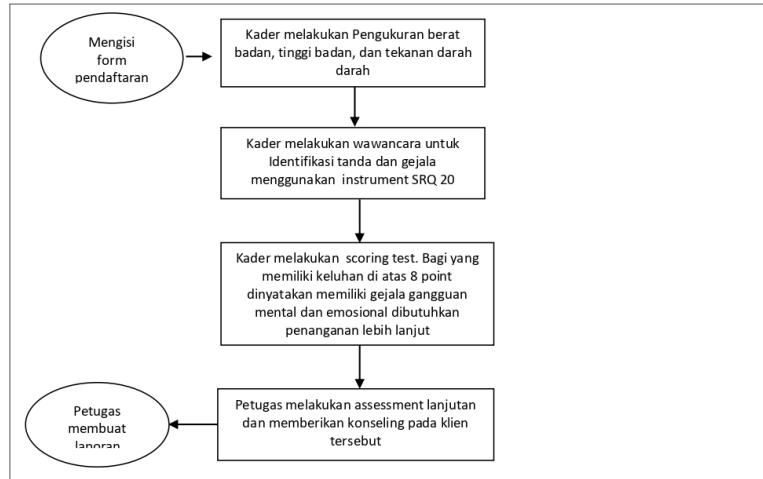 Mengisi
form
pendaftaran
Kader melakukan Pengukuran berat
badan, tinggi badan, dan tekanan darah
darah
Kader melakukan wawancara untuk
Identifikasi tanda dan gejala
menggunakan instrument SRQ 20
Kader melakukan scoring test. Bagi yang
memiliki keluhan di atas 8 point
dinyatakan memiliki gejala gangguan
mental dan emosional dibutuhkan
penanganan lebih lanjut
Petugas melakukan assessment lanjutan
dan memberikan konseling pada klien
tersebut
Petugas
membuat
laporan